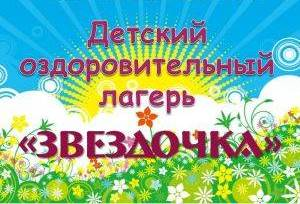 Детский
оздоровительный
лагерь
«ЗВЕЗДОЧКА»